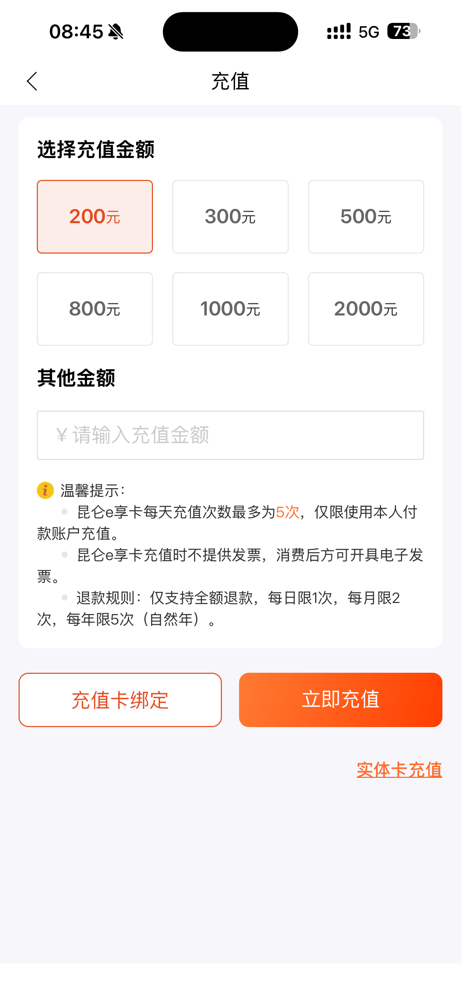 08:45
5G
73
充值
选择充值金额
200元
300元
500元
800元
1000元
2000元
其他金额
¥ 请输入充值金额
温馨提示：
昆仑e享卡每天充值次数最多为5次，仅限使用本人付
款账户充值。
昆仑e享卡充值时不提供发票，消费后方可开具电子发
票。
退款规则：仅支持全额退款，每日限1次，每月限2
次，每年限5次（自然年）。
充值卡绑定
立即充值
实体卡充值